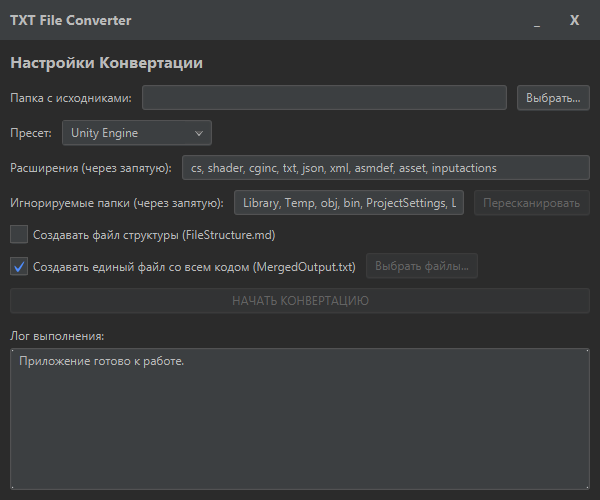 TXT File Converter _ X
Настройки Конвертации
Папка с исходниками: Выбрать...
Пресет: Unity Engine
Расширения (через запятую): cs, shader, cginc, txt, json, xml, asmdef, asset, inputactions
Игнорируемые папки (через запятую): Library, Temp, obj, bin, ProjectSettings, L Пересканировать
Создавать файл структуры (FileStructure.md)
Создавать единый файл со всем кодом (MergedOutput.txt) Выбрать файлы...
НАЧАТЬ КОНВЕРТАЦИЮ
Лог выполнения:
Приложение готово к работе.